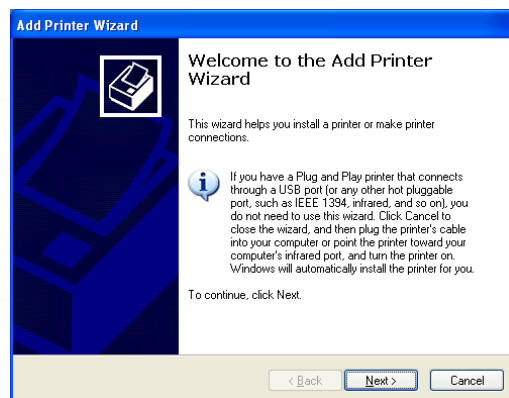 Add Printer Wizard
Welcome to the Add Printer
Wizard
This wizard helps you install a printer or make printer
connections.
If you have a Plug and Play printer that connects
through a USB port (or any other hot pluggable
port, such as IEEE 1394, infrared, and so on), you
do not need to use this wizard. Click Cancel to
close the wizard, and then plug the printer's cable
into your computer or point the printer toward your
computer's infrared port, and turn the printer on.
Windows will automatically install the printer for you.
To continue, click Next.
< Back Next > Cancel